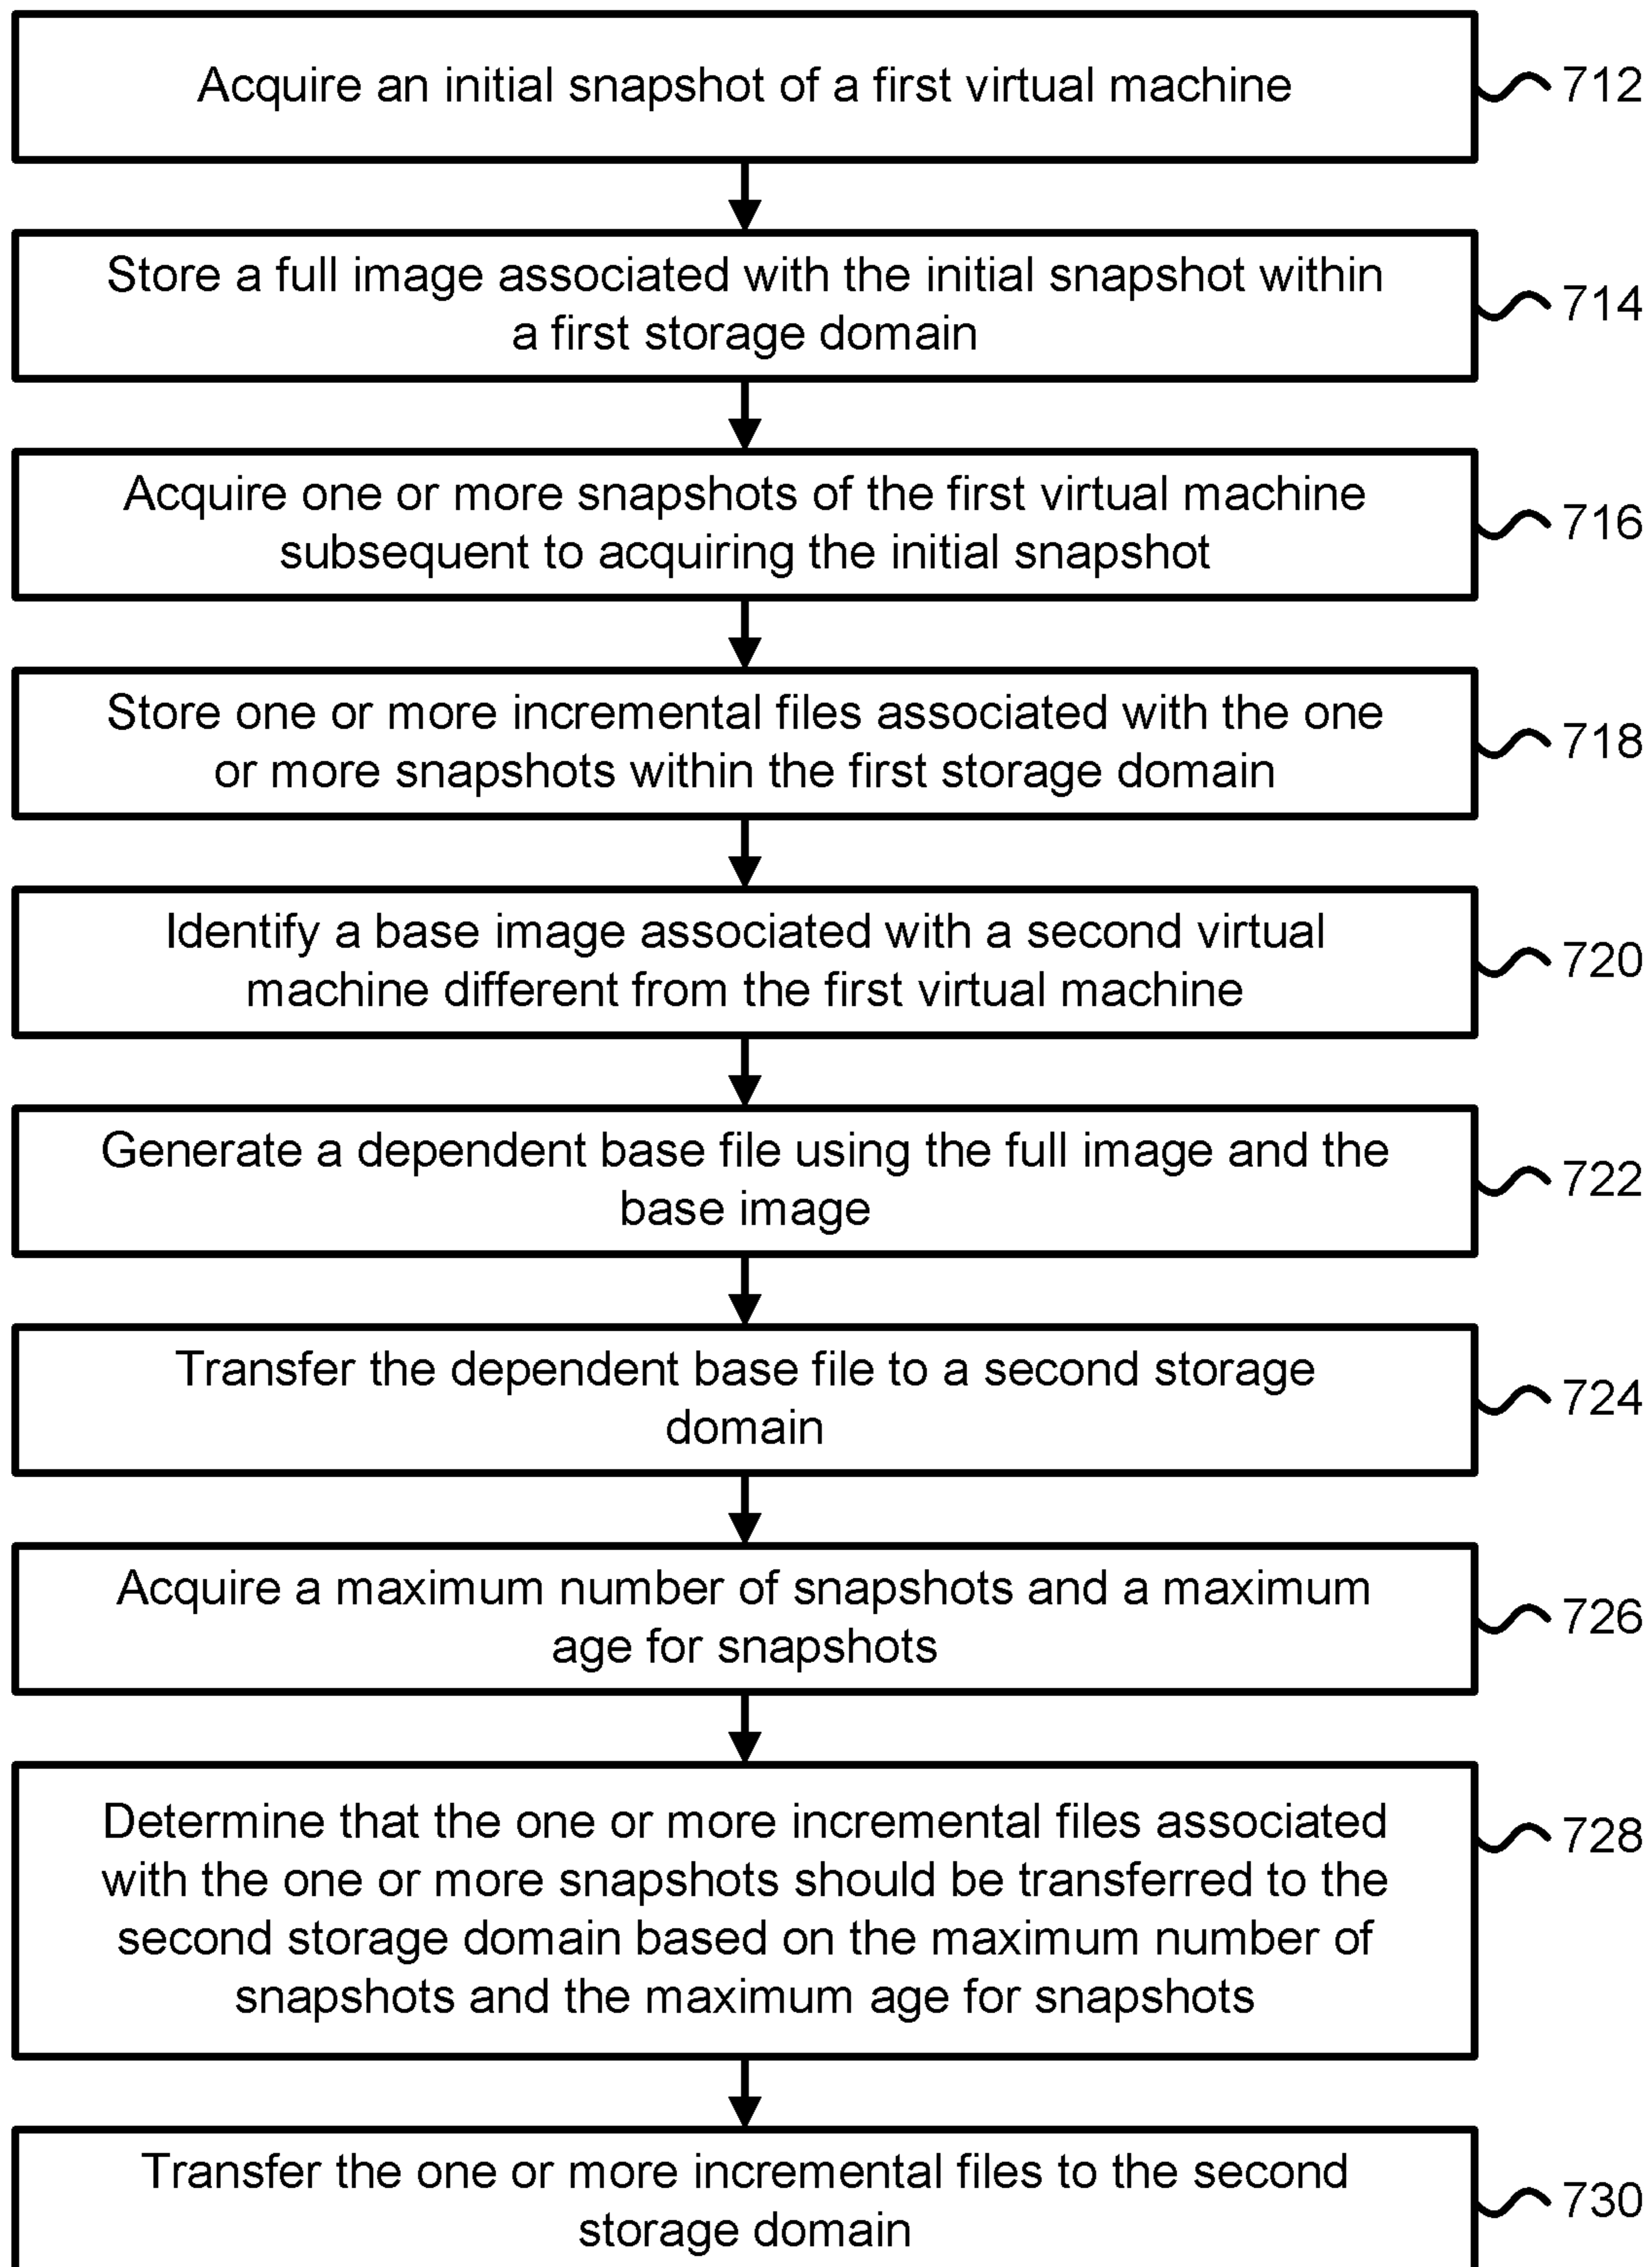 Acquire an initial snapshot of a first virtual machine
712
Store a full image associated with the initial snapshot within
a first storage domain
714
Acquire one or more snapshots of the first virtual machine
subsequent to acquiring the initial snapshot
716
Store one or more incremental files associated with the one
or more snapshots within the first storage domain
718
Identify a base image associated with a second virtual
machine different from the first virtual machine
720
Generate a dependent base file using the full image and the
base image
722
Transfer the dependent base file to a second storage
domain
724
Acquire a maximum number of snapshots and a maximum
age for snapshots
726
Determine that the one or more incremental files associated
with the one or more snapshots should be transferred to the
second storage domain based on the maximum number of
snapshots and the maximum age for snapshots
728
Transfer the one or more incremental files to the second
storage domain
730